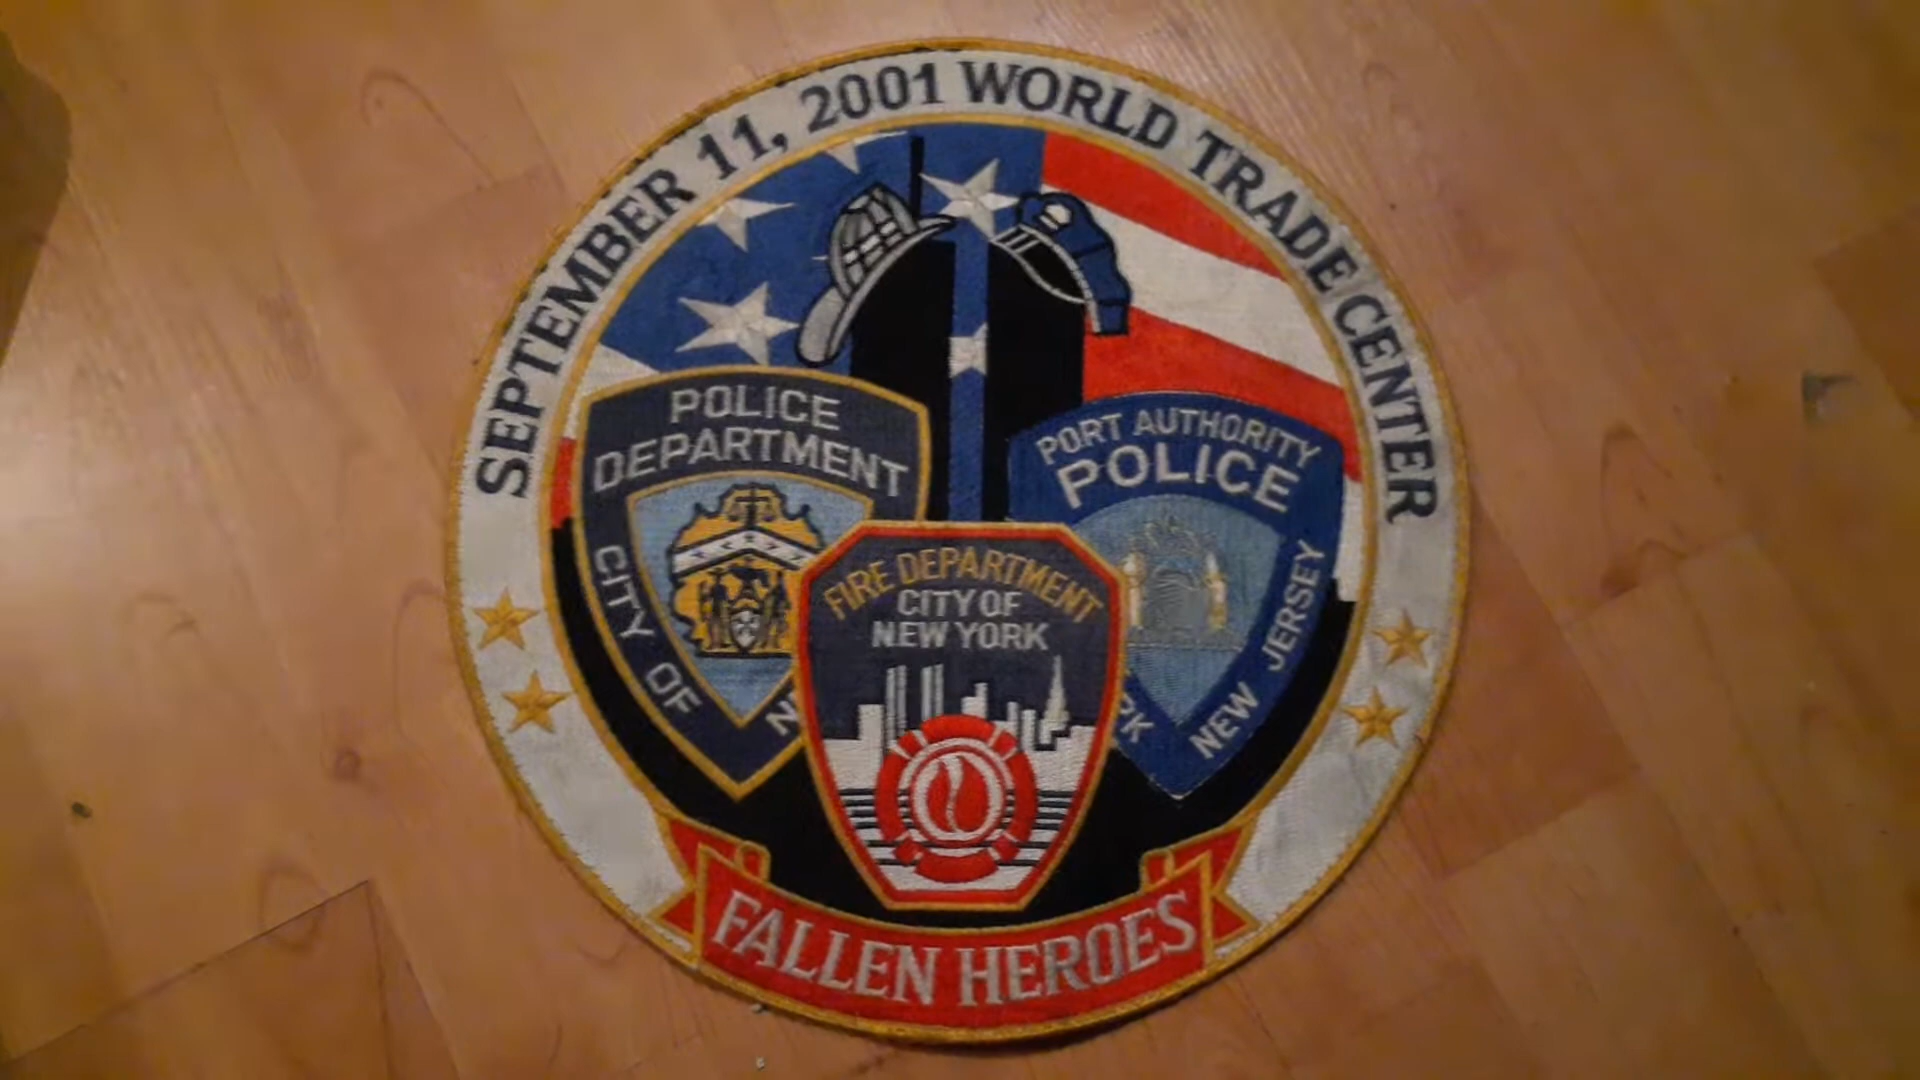 SEPTEMBER 11, 2001 WORLD TRADE CENTER
POLICE
DEPARTMENT
CITY OF
PORT AUTHORITY
POLICE
NEW JERSEY
FIRE DEPARTMENT
CITY OF
NEW YORK
FALLEN HEROES